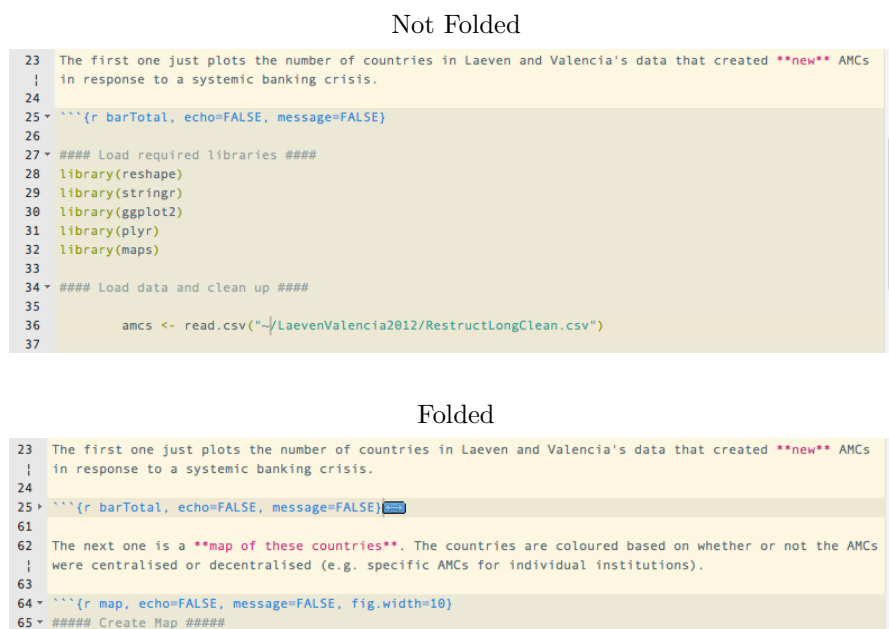 Not Folded
23 The first one just plots the number of countries in Laeven and Valencia's data that created **new** AMCs
in response to a systemic banking crisis.
24
25 ```{r barTotal, echo=FALSE, message=FALSE}
26
27 #### Load required libraries ####
28 library(reshape)
29 library(stringr)
30 library(ggplot2)
31 library(plyr)
32 library(maps)
33
34 #### Load data and clean up ####
35
36 amcs <- read.csv("~/LaevenValencia2012/RestructLongClean.csv")
37
Folded
23 The first one just plots the number of countries in Laeven and Valencia's data that created **new** AMCs
in response to a systemic banking crisis.
24
25 ```{r barTotal, echo=FALSE, message=FALSE}
61
62 The next one is a **map of these countries**. The countries are coloured based on whether or not the AMCs
were centralised or decentralised (e.g. specific AMCs for individual institutions).
63
64 ```{r map, echo=FALSE, message=FALSE, fig.width=10}
65 ##### Create Map #####